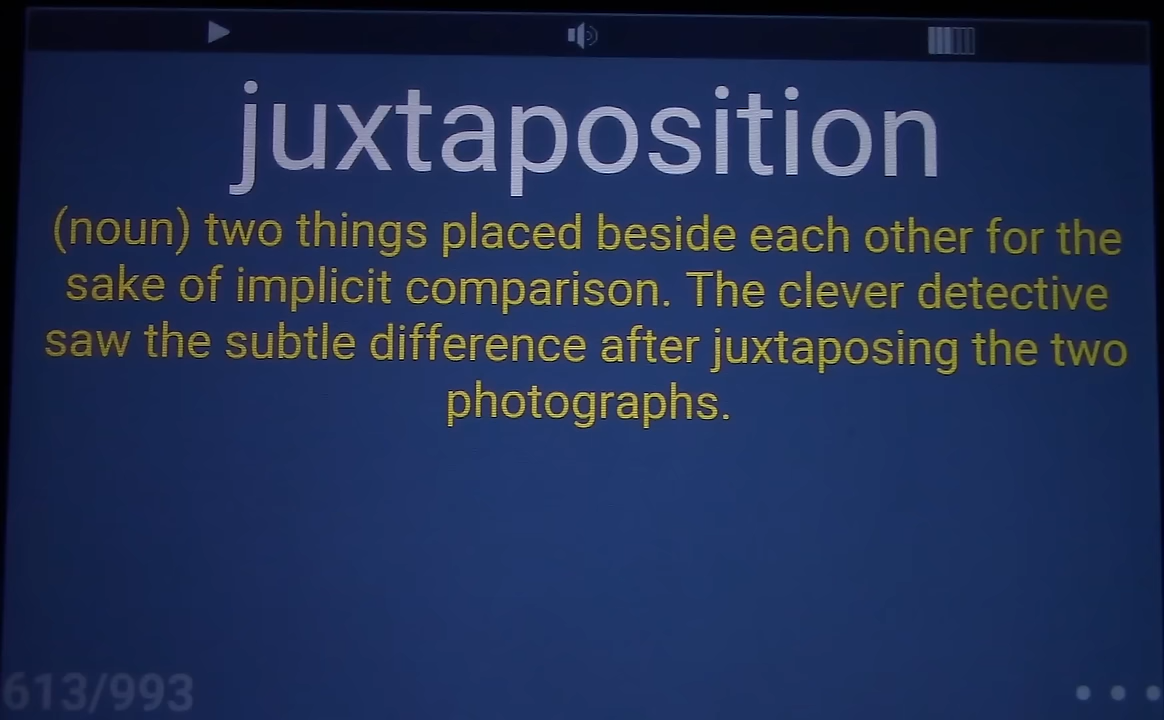 juxtaposition
(noun) two things placed beside each other for the
sake of implicit comparison. The clever detective
saw the subtle difference after juxtaposing the two
photographs.
613/993